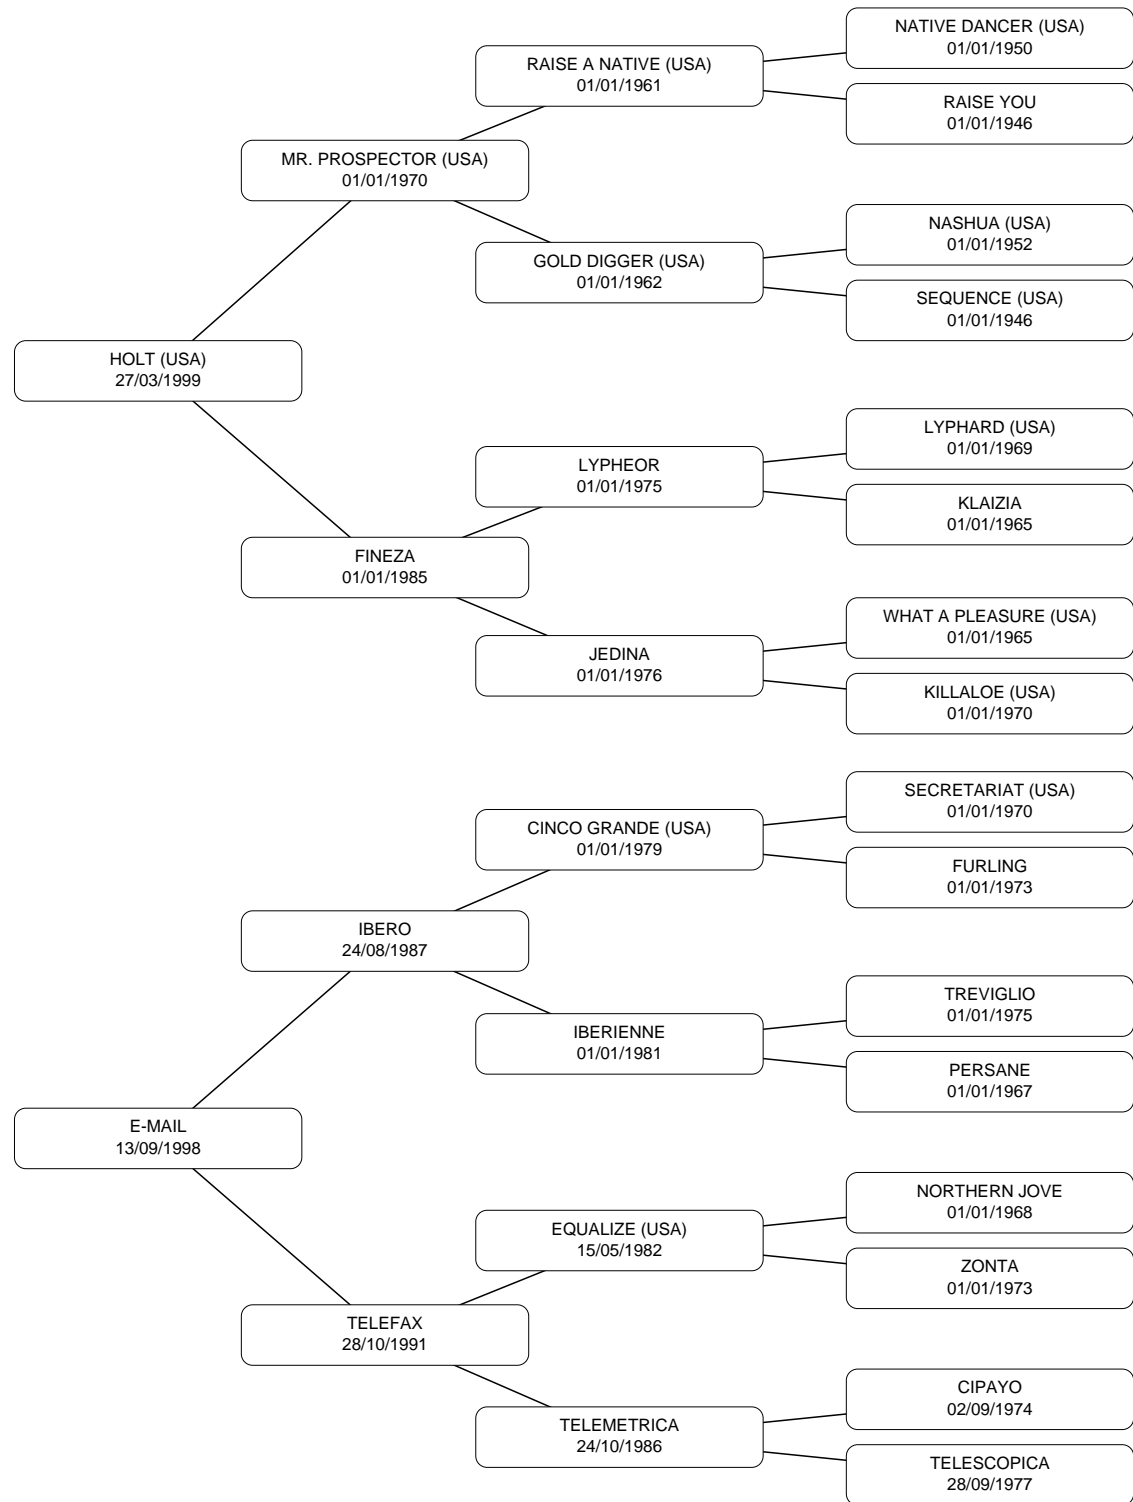 NATIVE DANCER (USA)
01/01/1950
RAISE A NATIVE (USA)
01/01/1961
RAISE YOU
01/01/1946
MR. PROSPECTOR (USA)
01/01/1970
NASHUA (USA)
01/01/1952
GOLD DIGGER (USA)
01/01/1962
SEQUENCE (USA)
01/01/1946
HOLT (USA)
27/03/1999
LYPHARD (USA)
01/01/1969
LYPHEOR
01/01/1975
KLAIZIA
01/01/1965
FINEZA
01/01/1985
WHAT A PLEASURE (USA)
01/01/1965
JEDINA
01/01/1976
KILLALOE (USA)
01/01/1970
SECRETARIAT (USA)
01/01/1970
CINCO GRANDE (USA)
01/01/1979
FURLING
01/01/1973
IBERO
24/08/1987
TREVIGLIO
01/01/1975
IBERIENNE
01/01/1981
PERSANE
01/01/1967
E-MAIL
13/09/1998
NORTHERN JOVE
01/01/1968
EQUALIZE (USA)
15/05/1982
ZONTA
01/01/1973
TELEFAX
28/10/1991
CIPAYO
02/09/1974
TELEMETRICA
24/10/1986
TELESCOPICA
28/09/1977